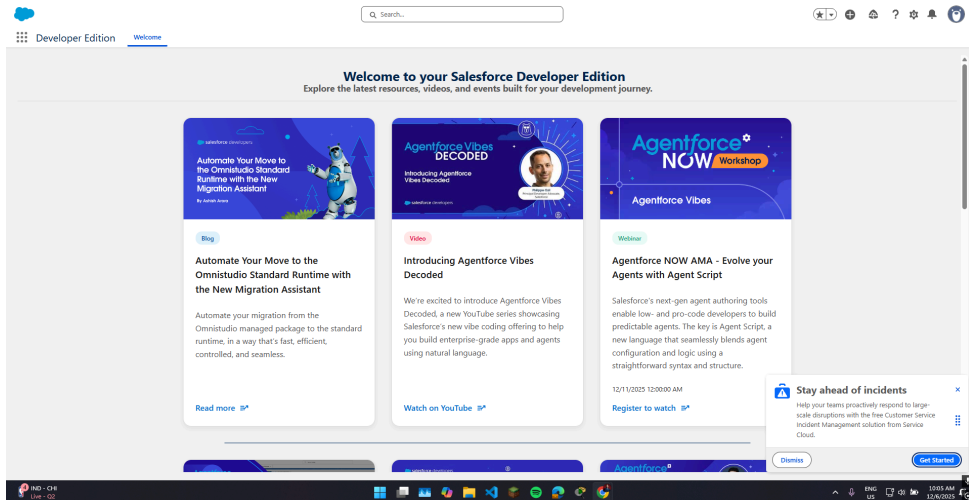 Search...
Developer Edition
Welcome
Welcome to your Salesforce Developer Edition
Explore the latest resources, videos, and events built for your development journey.
salesforce developers
Automate Your Move to
the Omnistudio Standard
Runtime with the New
Migration Assistant
By Ashish Arora
Blog
Automate Your Move to the
Omnistudio Standard Runtime with
the New Migration Assistant
Automate your migration from the
Omnistudio managed package to the standard
runtime, in a way that's fast, efficient,
controlled, and seamless.
Read more
Agentforce Vibes
DECODED
Introducing Agentforce
Vibes Decoded
salesforce developers
Video
Introducing Agentforce Vibes
Decoded
We're excited to introduce Agentforce Vibes
Decoded, a new YouTube series showcasing
Salesforce's new vibe coding offering to help
you build enterprise-grade apps and agents
using natural language.
Watch on YouTube
Agentforce
NOW Workshop
Agentforce Vibes
Webinar
Agentforce NOW AMA - Evolve your
Agents with Agent Script
Salesforce's next-gen agent authoring tools
enable low- and pro-code developers to build
predictable agents. The key is Agent Script, a
new language that seamlessly blends agent
configuration and logic using a
straightforward syntax and structure.
12/11/2025 12:00:00 AM
Register to watch
Stay ahead of incidents
Help your teams proactively respond to large-
scale disruptions with the free Customer Service
Incident Management solution from Service
Cloud.
Dismiss
Get Started
salesforce developers
Agentforce
IND - CHI
Live - Q2
ENG
US
10:05 AM
12/6/2025